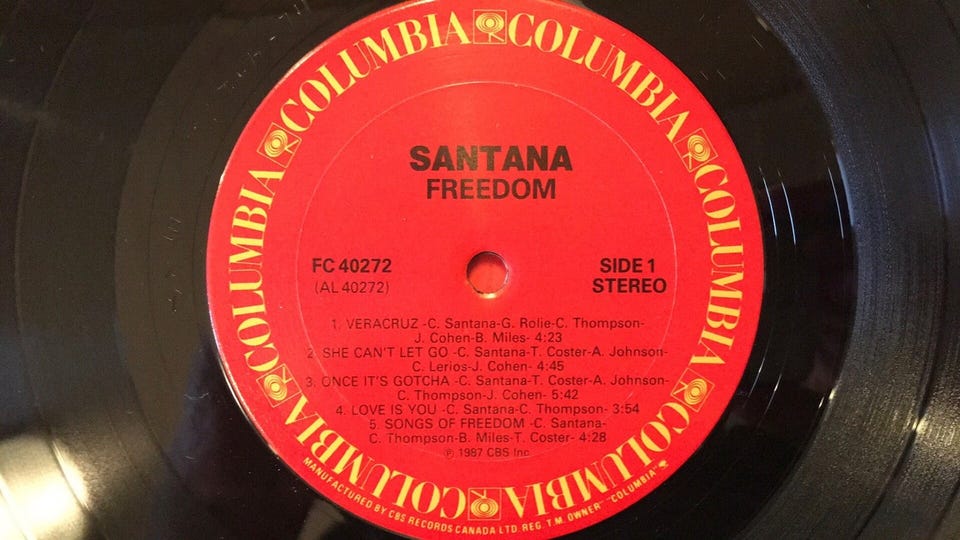 COLUMBIA COLUMBIA COLUMBIA COLUMBIA COLUMBIA COLUMBIA COLUMBIA COLUMBIA
SANTANA
FREEDOM
FC 40272
(AL 40272)
SIDE 1
STEREO
1. VERACRUZ -C. Santana-G. Rolie-C. Thompson-
J. Cohen-B. Miles- 4:23
2. SHE CAN'T LET GO -C. Santana-T. Coster-A. Johnson-
C. Lerios-J. Cohen- 4:45
3. ONCE IT'S GOTCHA -C. Santana-T. Coster-A. Johnson-
C. Thompson-J. Cohen- 5:42
4. LOVE IS YOU -C. Santana-C. Thompson- 3:54
5. SONGS OF FREEDOM -C. Santana-
C. Thompson-B. Miles-T. Coster- 4:28
℗ 1987 CBS Inc
MANUFACTURED BY CBS RECORDS CANADA LTD. REG. T.M. OWNER "COLUMBIA"